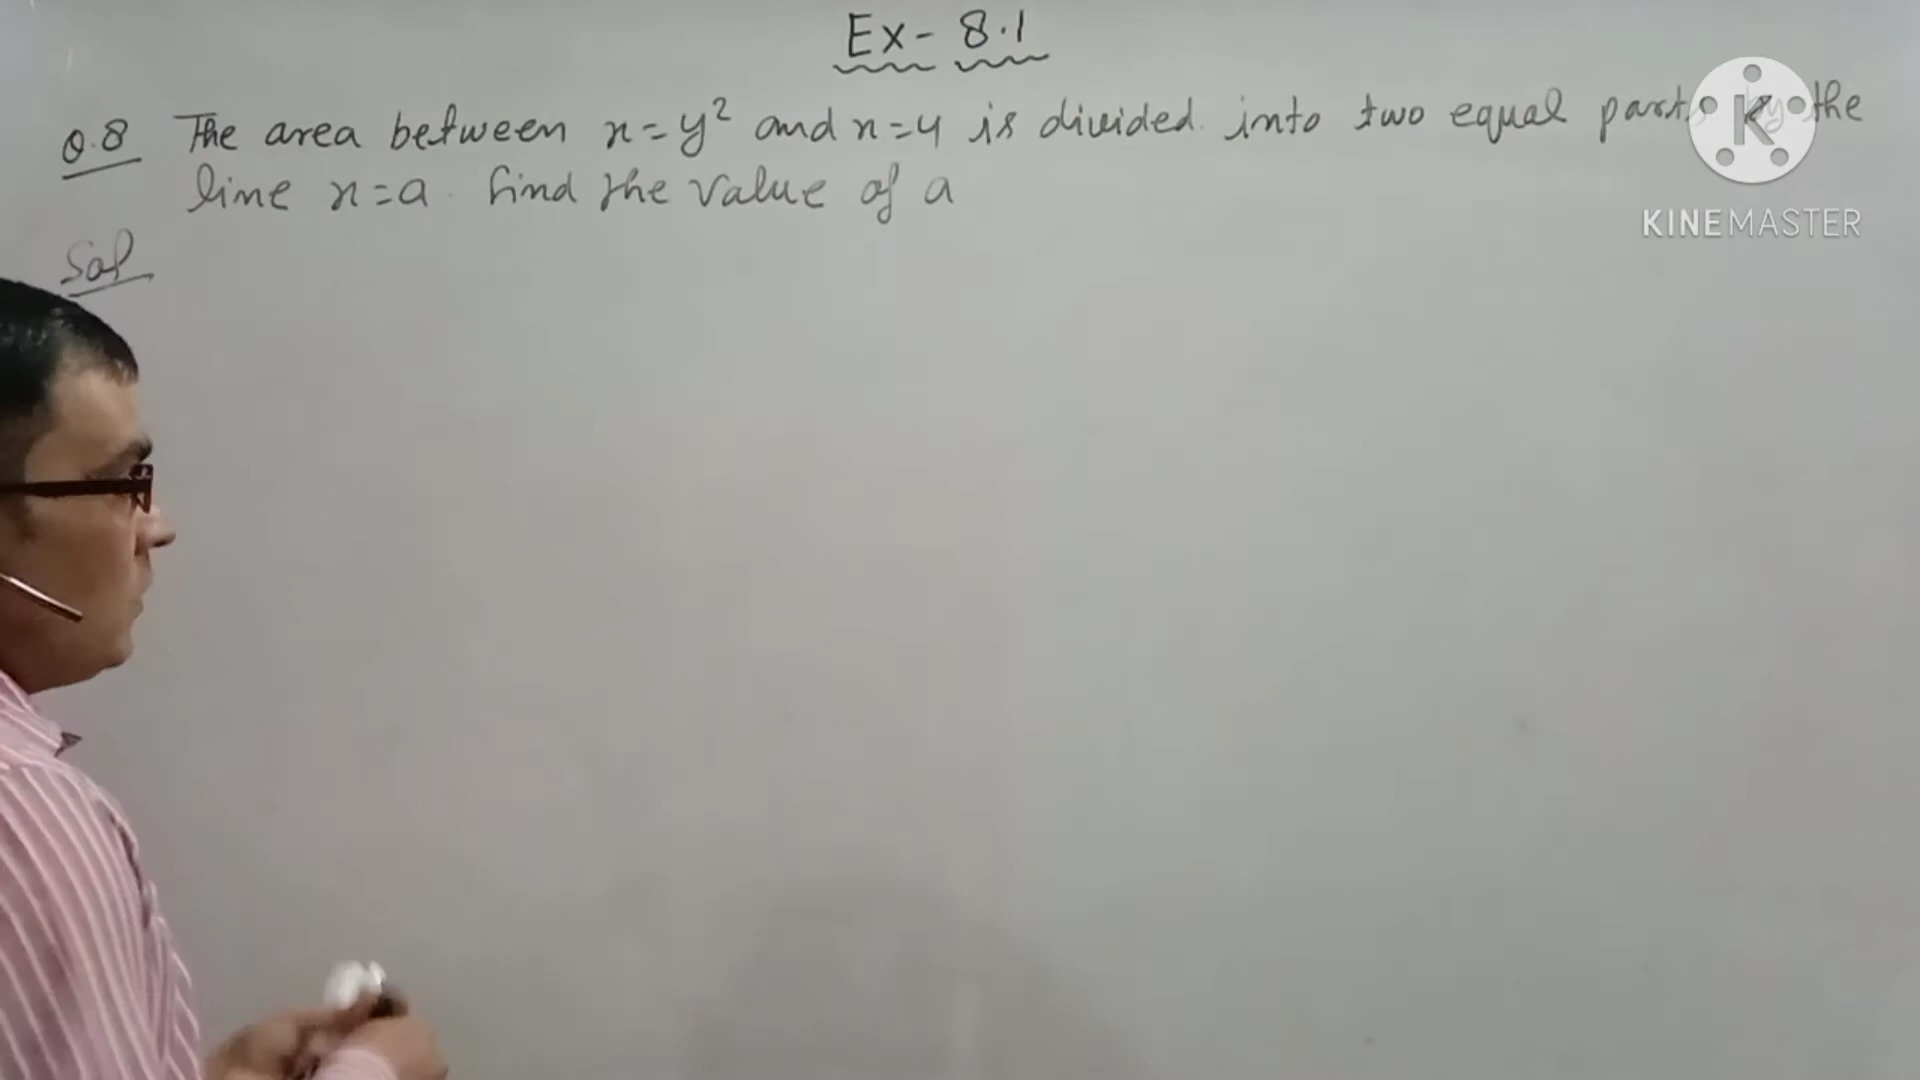 Ex- 8.1
Q.8 The area between x=y² and x=4 is divided into two equal parts by the
line x=a. find the value of a
Sol
K
KINEMASTER